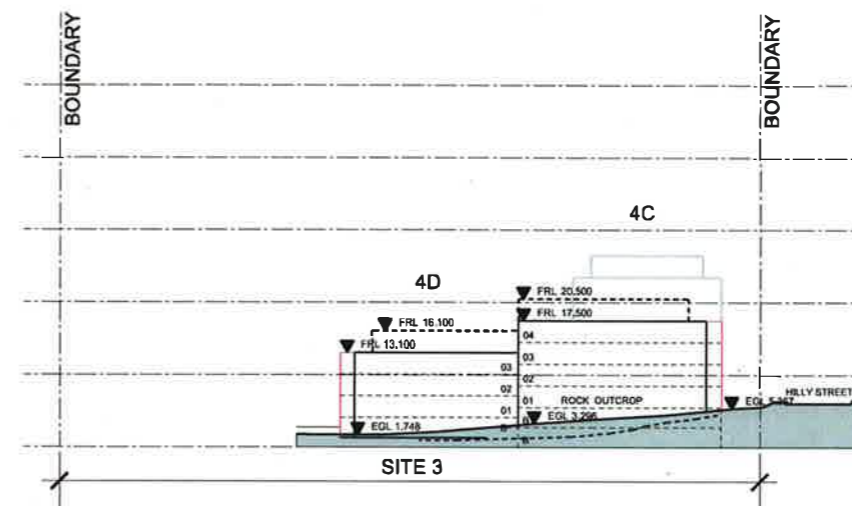 BOUNDARY
BOUNDARY
4C
4D
FRL 20.500
FRL 17,500
FRL 16.100
FRL 13.100
04
03
03
02
02
01
01
ROCK OUTCROP
HILLY STREET
EGL 3.296
EGL 1.748
SITE 3